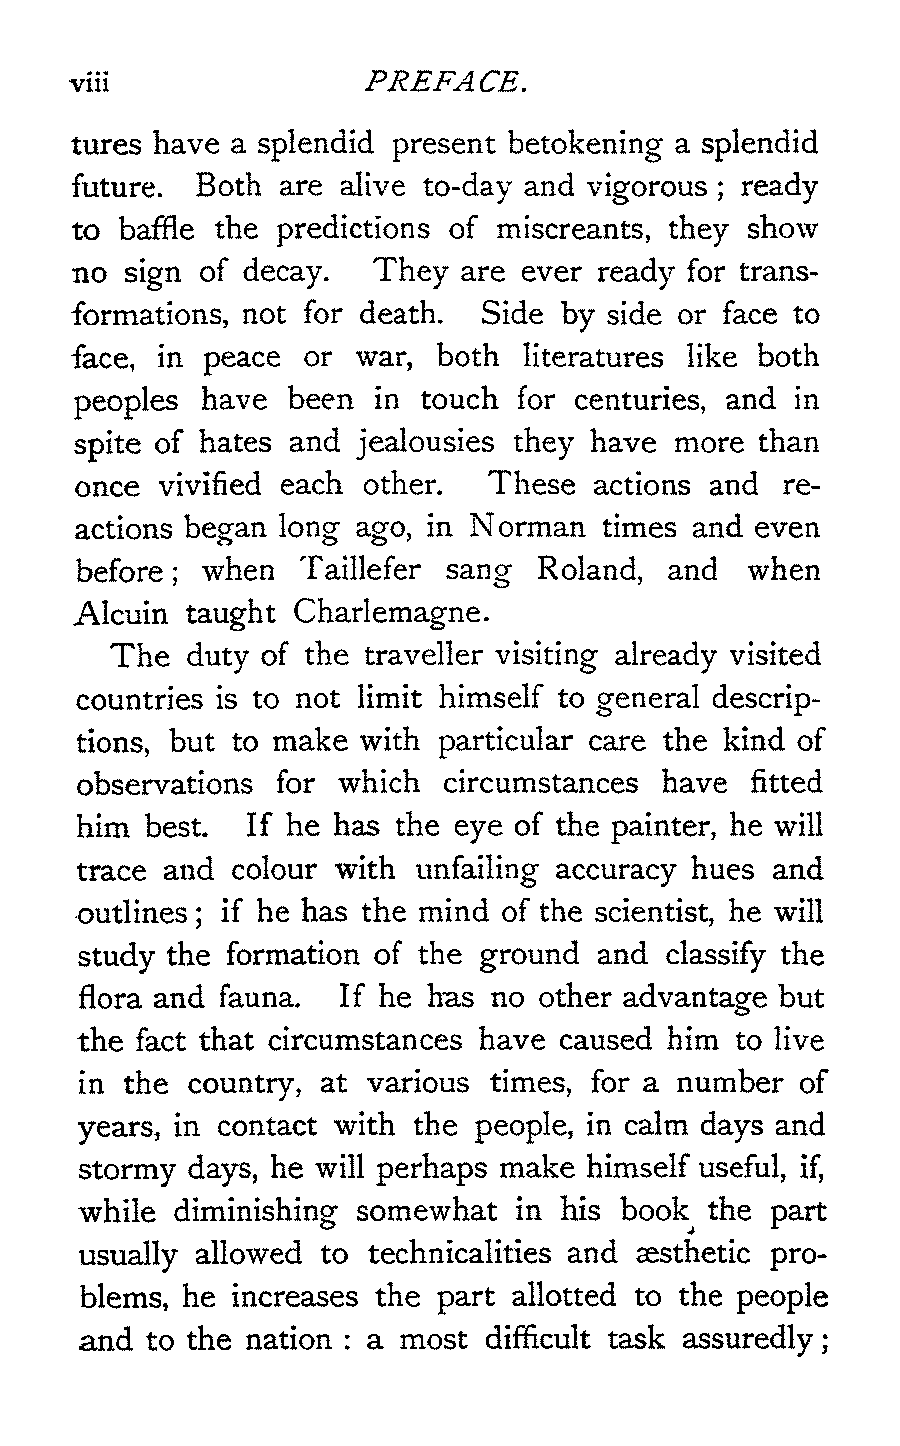 viii PREFACE.
tures have a splendid present betokening a splendid
future. Both are alive to-day and vigorous ; ready
to baffle the predictions of miscreants, they show
no sign of decay. They are ever ready for trans-
formations, not for death. Side by side or face to
face, in peace or war, both literatures like both
peoples have been in touch for centuries, and in
spite of hates and jealousies they have more than
once vivified each other. These actions and re-
actions began long ago, in Norman times and even
before ; when Taillefer sang Roland, and when
Alcuin taught Charlemagne.
The duty of the traveller visiting already visited
countries is to not limit himself to general descrip-
tions, but to make with particular care the kind of
observations for which circumstances have fitted
him best. If he has the eye of the painter, he will
trace and colour with unfailing accuracy hues and
outlines ; if he has the mind of the scientist, he will
study the formation of the ground and classify the
flora and fauna. If he has no other advantage but
the fact that circumstances have caused him to live
in the country, at various times, for a number of
years, in contact with the people, in calm days and
stormy days, he will perhaps make himself useful, if,
while diminishing somewhat in his book the part
usually allowed to technicalities and æsthetic pro-
blems, he increases the part allotted to the people
and to the nation : a most difficult task assuredly ;